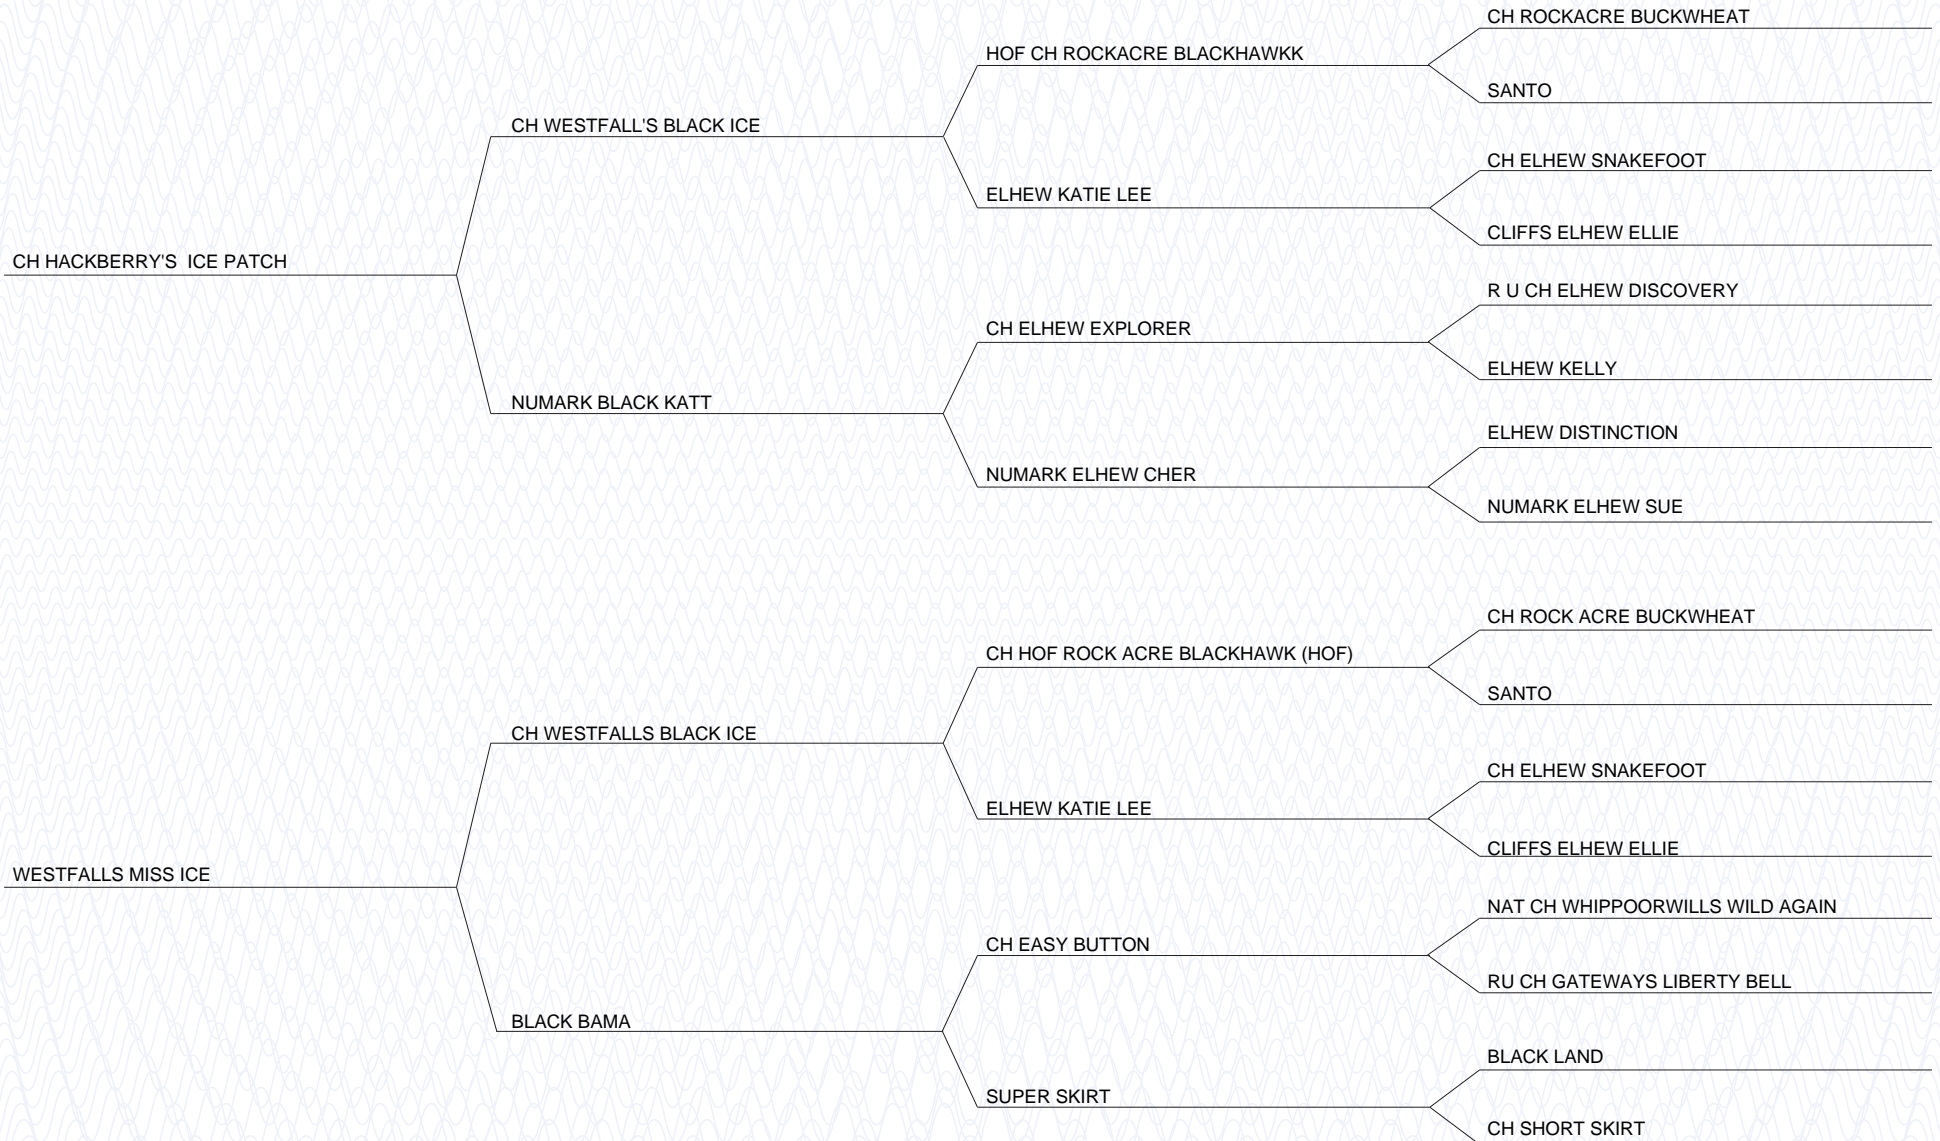 CH ROCKACRE BUCKWHEAT
HOF CH ROCKACRE BLACKHAWKK
SANTO
CH WESTFALL'S BLACK ICE
CH ELHEW SNAKEFOOT
ELHEW KATIE LEE
CLIFFS ELHEW ELLIE
CH HACKBERRY'S  ICE PATCH
R U CH ELHEW DISCOVERY
CH ELHEW EXPLORER
ELHEW KELLY
NUMARK BLACK KATT
ELHEW DISTINCTION
NUMARK ELHEW CHER
NUMARK ELHEW SUE
CH ROCK ACRE BUCKWHEAT
CH HOF ROCK ACRE BLACKHAWK (HOF)
SANTO
CH WESTFALLS BLACK ICE
CH ELHEW SNAKEFOOT
ELHEW KATIE LEE
CLIFFS ELHEW ELLIE
WESTFALLS MISS ICE
NAT CH WHIPPOORWILLS WILD AGAIN
CH EASY BUTTON
RU CH GATEWAYS LIBERTY BELL
BLACK BAMA
BLACK LAND
SUPER SKIRT
CH SHORT SKIRT